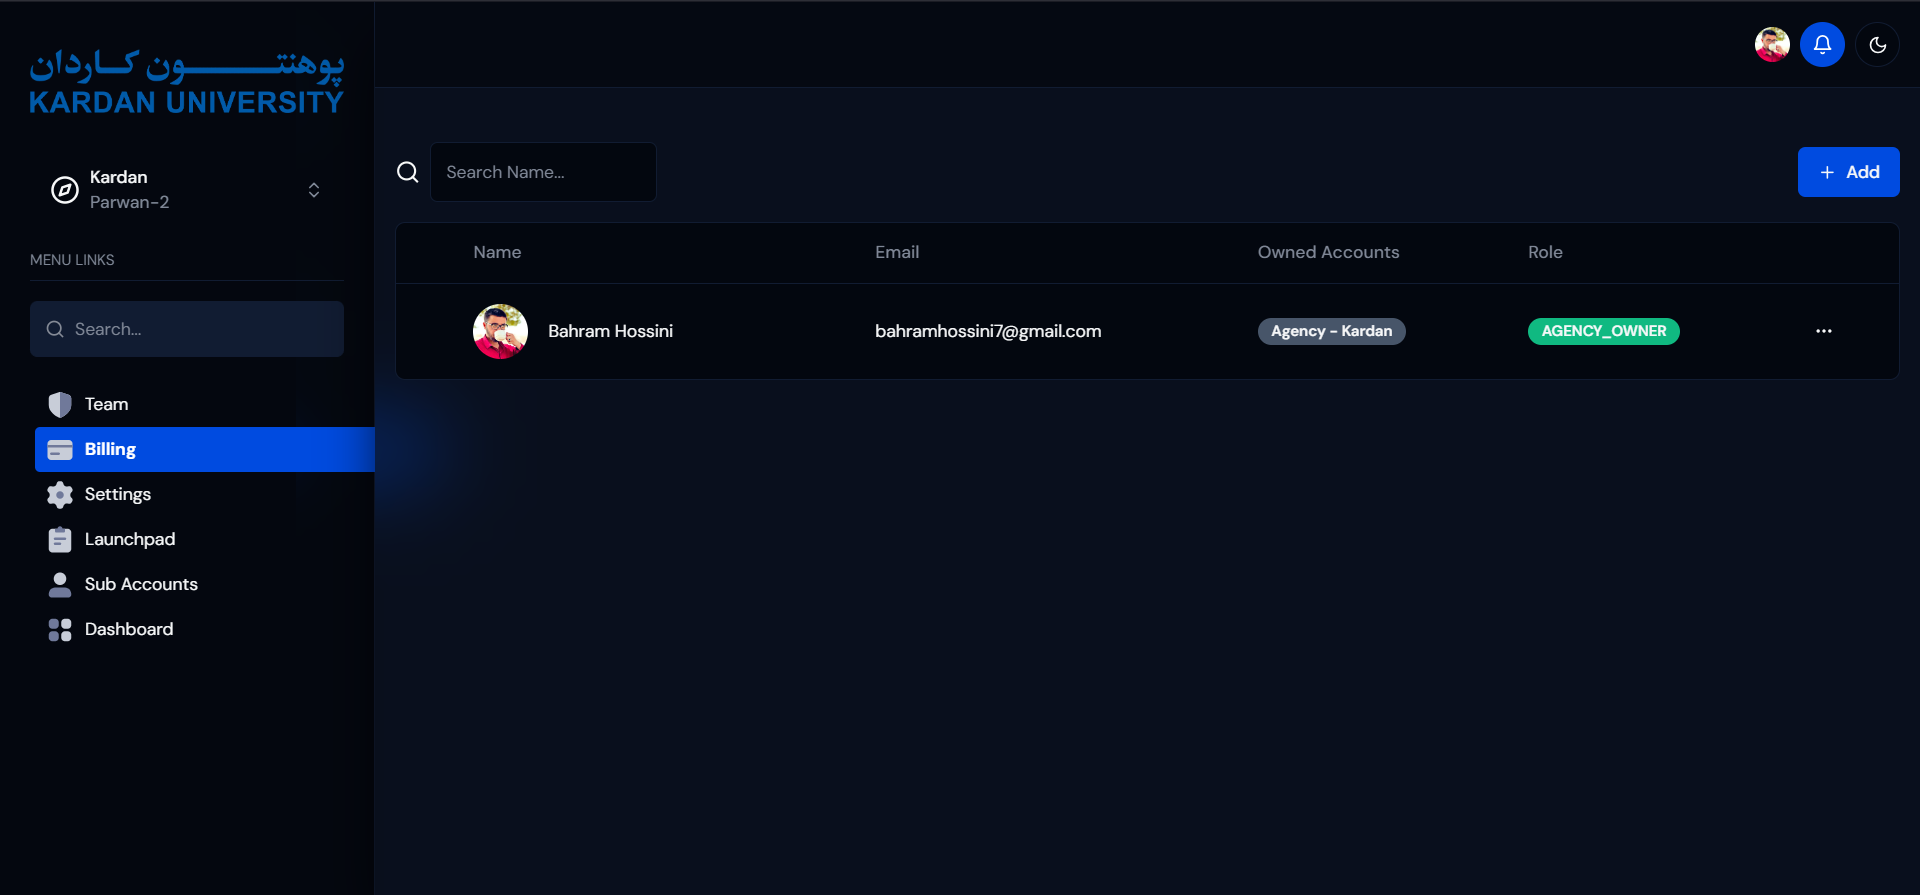 پوهنتـــون کاردان
KARDAN UNIVERSITY
Kardan
Parwan-2
MENU LINKS
Search...
Team
Billing
Settings
Launchpad
Sub Accounts
Dashboard
Search Name...
+ Add
Name Email Owned Accounts Role
Bahram Hossini bahramhossini7@gmail.com Agency - Kardan AGENCY_OWNER ...